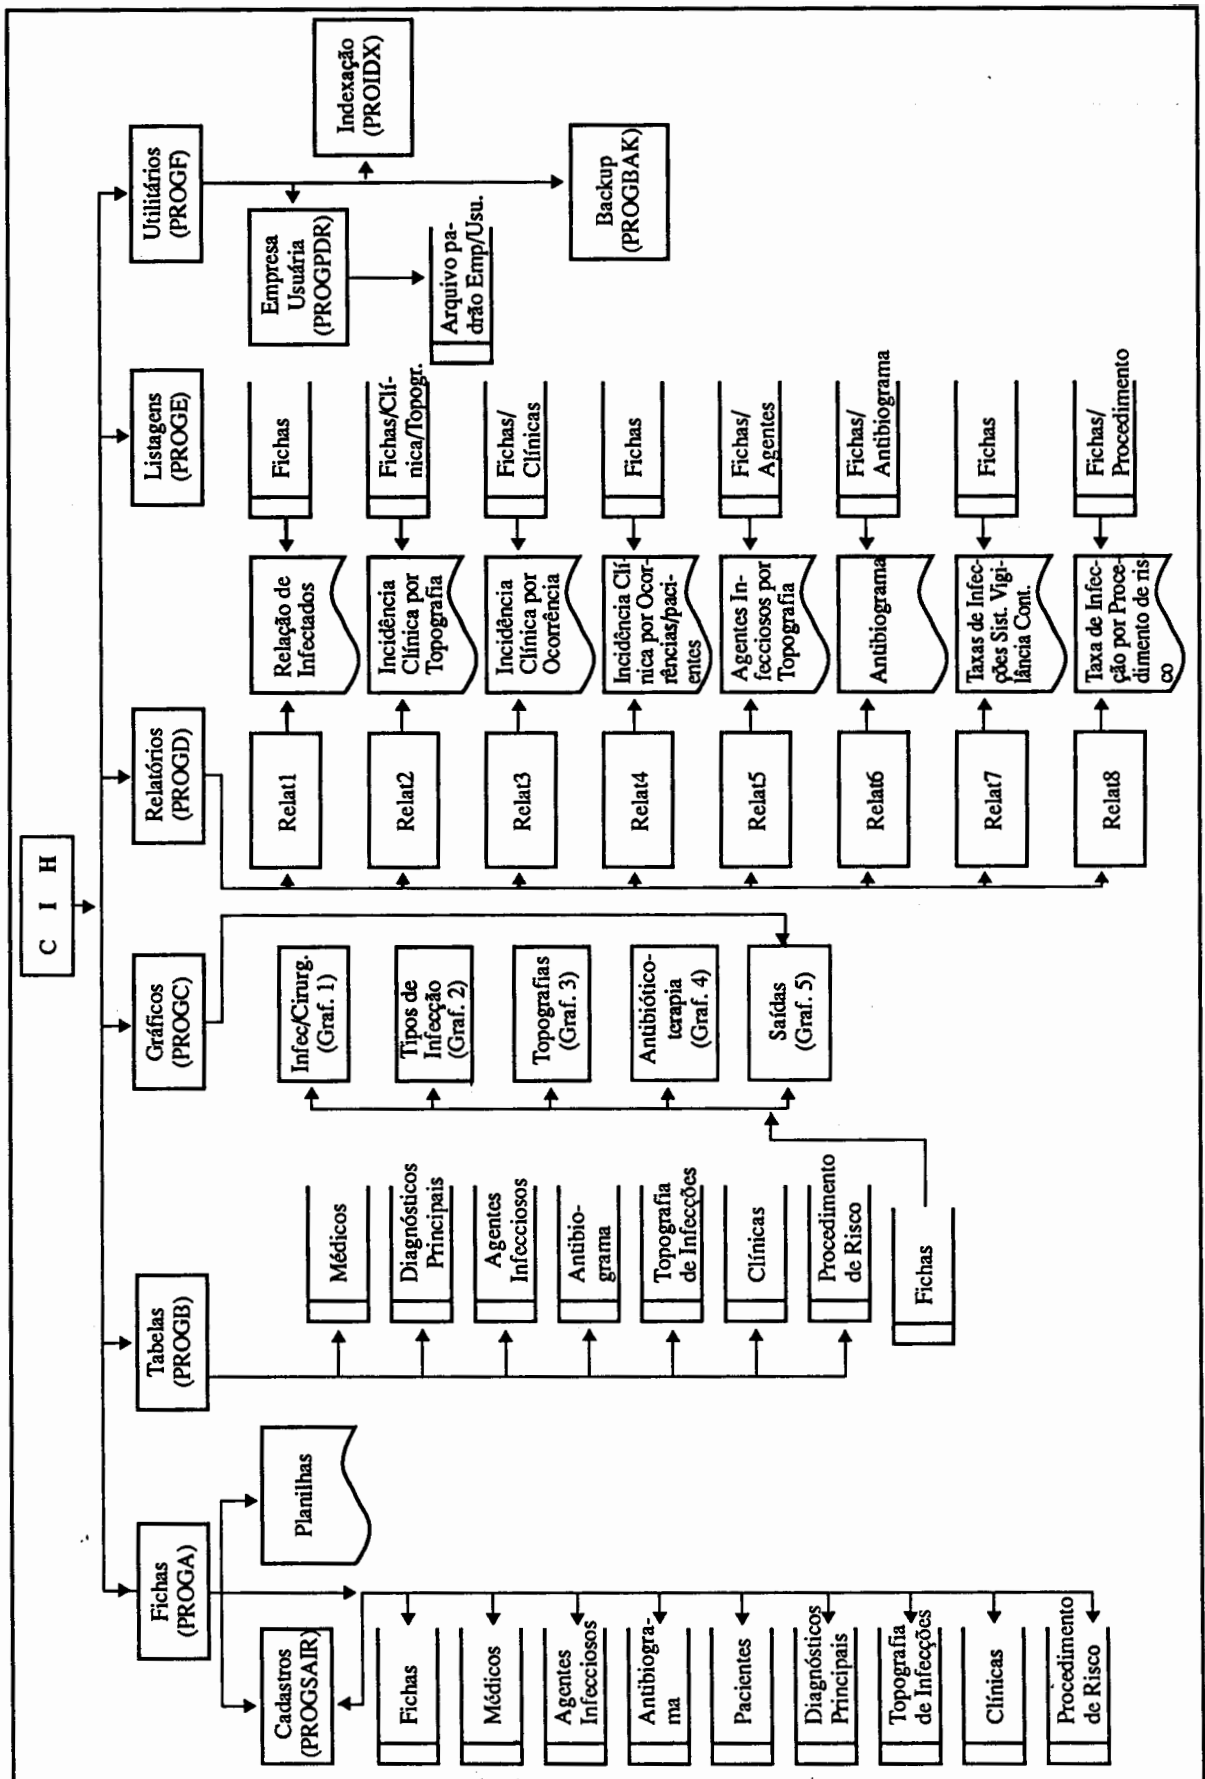 C I H
Fichas
(PROGA)
Tabelas
(PROGB)
Gráficos
(PROGC)
Relatórios
(PROGD)
Listagens
(PROGE)
Utilitários
(PROGF)
Cadastros
(PROGSAIR)
Planilhas
Fichas
Médicos
Agentes
Infecciosos
Antibiogra-
ma
Pacientes
Diagnósticos
Principais
Topografia
de Infecções
Clínicas
Procedimento
de Risco
Médicos
Diagnósticos
Principais
Agentes
Infecciosos
Antibio-
grama
Topografia
de Infecções
Clínicas
Procedimento
de Risco
Fichas
Infec/Cirurg.
(Graf. 1)
Tipos de
Infecção
(Graf. 2)
Topografias
(Graf. 3)
Antibiótico-
terapia
(Graf. 4)
Saídas
(Graf. 5)
Relat1
Relação de
Infectados
Fichas
Relat2
Incidência
Clínica por
Topografia
Fichas/Clí-
nica/Topogr.
Relat3
Incidência
Clínica por
Ocorrência
Fichas/
Clínicas
Relat4
Incidência Clí-
nica por Ocor-
rências/paci-
entes
Fichas
Relat5
Agentes In-
fecciosos por
Topografia
Fichas/
Agentes
Relat6
Antibiograma
Fichas/
Antibiograma
Relat7
Taxas de Infec-
ções Sist. Vigi-
lância Cont.
Fichas
Relat8
Taxa de Infec-
ção por Proce-
dimento de ris-
co
Fichas/
Procedimento
Empresa
Usuária
(PROGPDR)
Arquivo pa-
drão Emp/Usu.
Indexação
(PROIDX)
Backup
(PROGBAK)